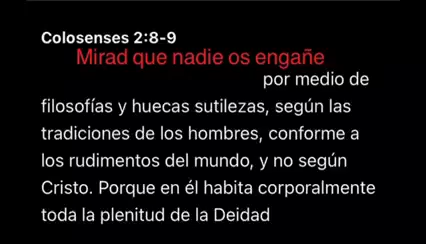 Colosenses 2:8-9
Mirad que nadie os engañe
por medio de
filosofías y huecas sutilezas, según las
tradiciones de los hombres, conforme a
los rudimentos del mundo, y no según
Cristo. Porque en él habita corporalmente
toda la plenitud de la Deidad